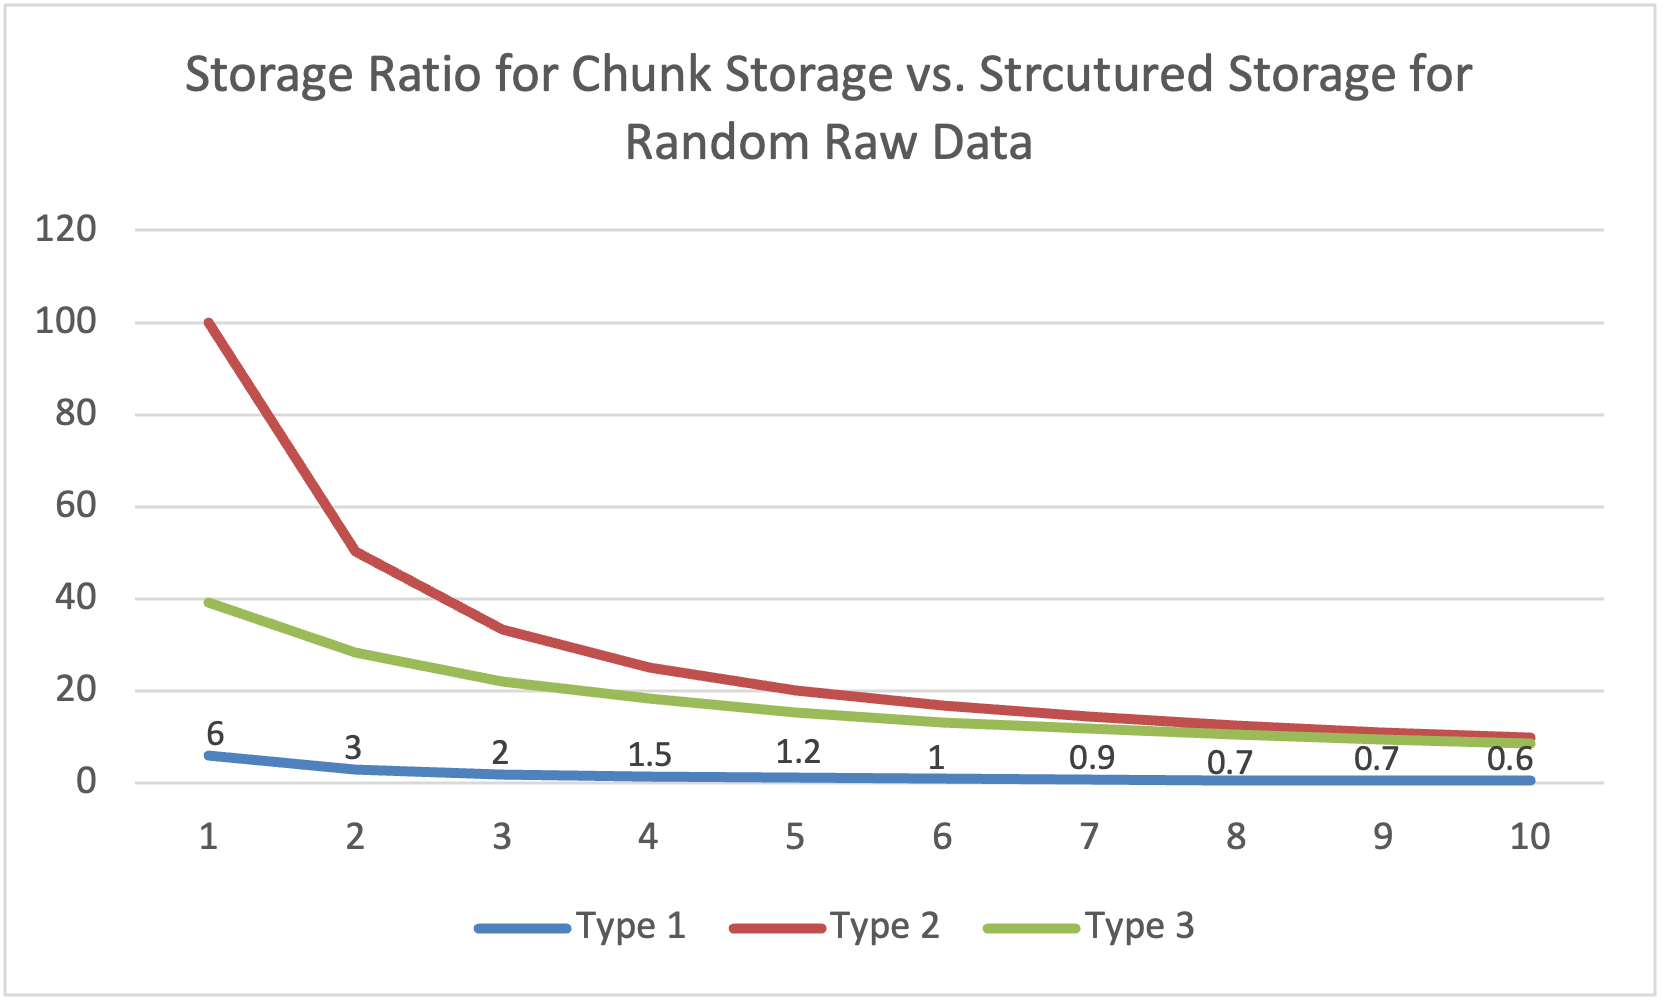 Storage Ratio for Chunk Storage vs. Strcutured Storage for
Random Raw Data
120
100
80
60
40
20
0
6 3 2 1.5 1.2 1 0.9 0.7 0.7 0.6
1 2 3 4 5 6 7 8 9 10
Type 1 Type 2 Type 3